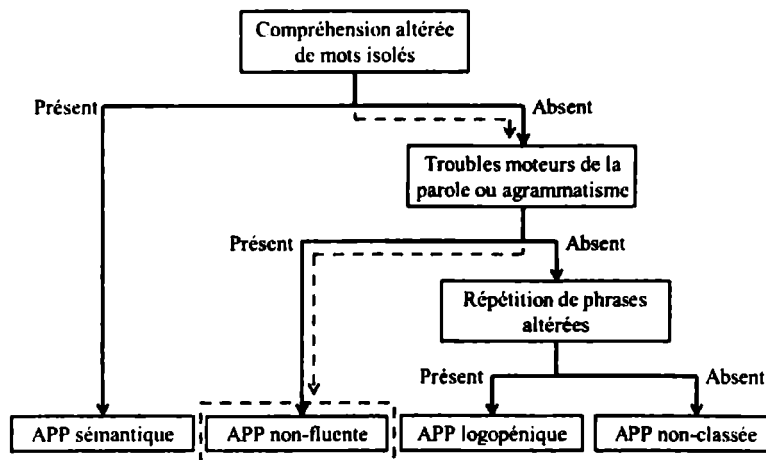 Compréhension altérée
de mots isolés
Présent
Absent
Troubles moteurs de la
parole ou agrammatisme
Présent
Absent
Répétition de phrases
altérées
Présent
Absent
APP sémantique
APP non-fluente
APP logopénique
APP non-classée